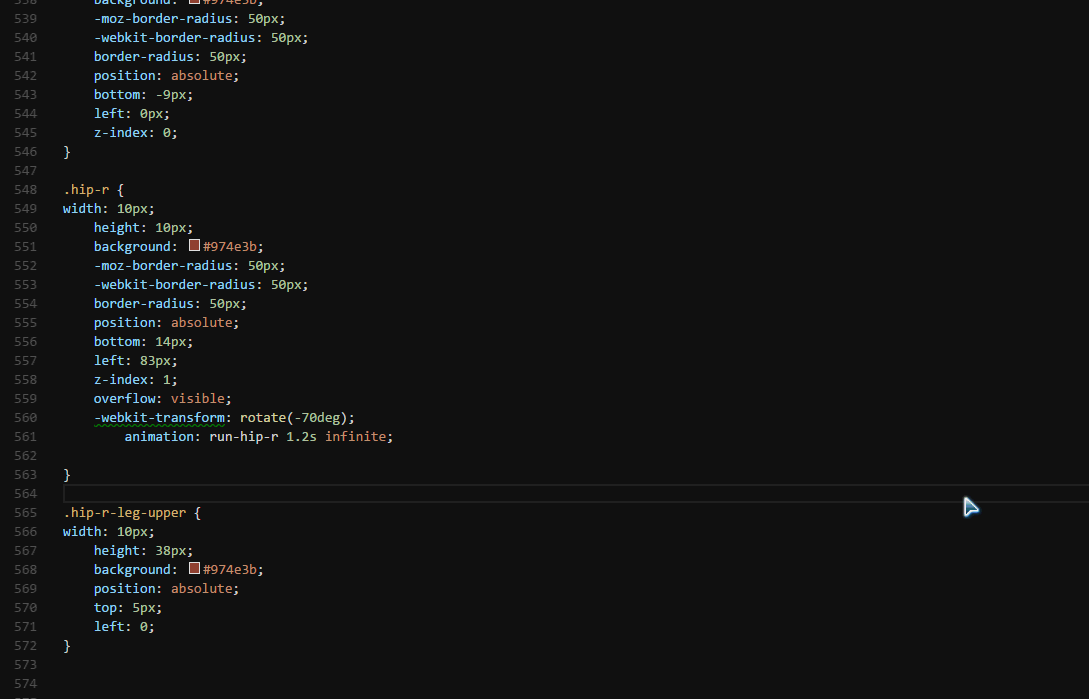 538 background: #974e3b;
539 -moz-border-radius: 50px;
540 -webkit-border-radius: 50px;
541 border-radius: 50px;
542 position: absolute;
543 bottom: -9px;
544 left: 0px;
545 z-index: 0;
546 }
547
548 .hip-r {
549 width: 10px;
550 height: 10px;
551 background: #974e3b;
552 -moz-border-radius: 50px;
553 -webkit-border-radius: 50px;
554 border-radius: 50px;
555 position: absolute;
556 bottom: 14px;
557 left: 83px;
558 z-index: 1;
559 overflow: visible;
560 -webkit-transform: rotate(-70deg);
561 animation: run-hip-r 1.2s infinite;
562
563 }
564
565 .hip-r-leg-upper {
566 width: 10px;
567 height: 38px;
568 background: #974e3b;
569 position: absolute;
570 top: 5px;
571 left: 0;
572 }
573
574